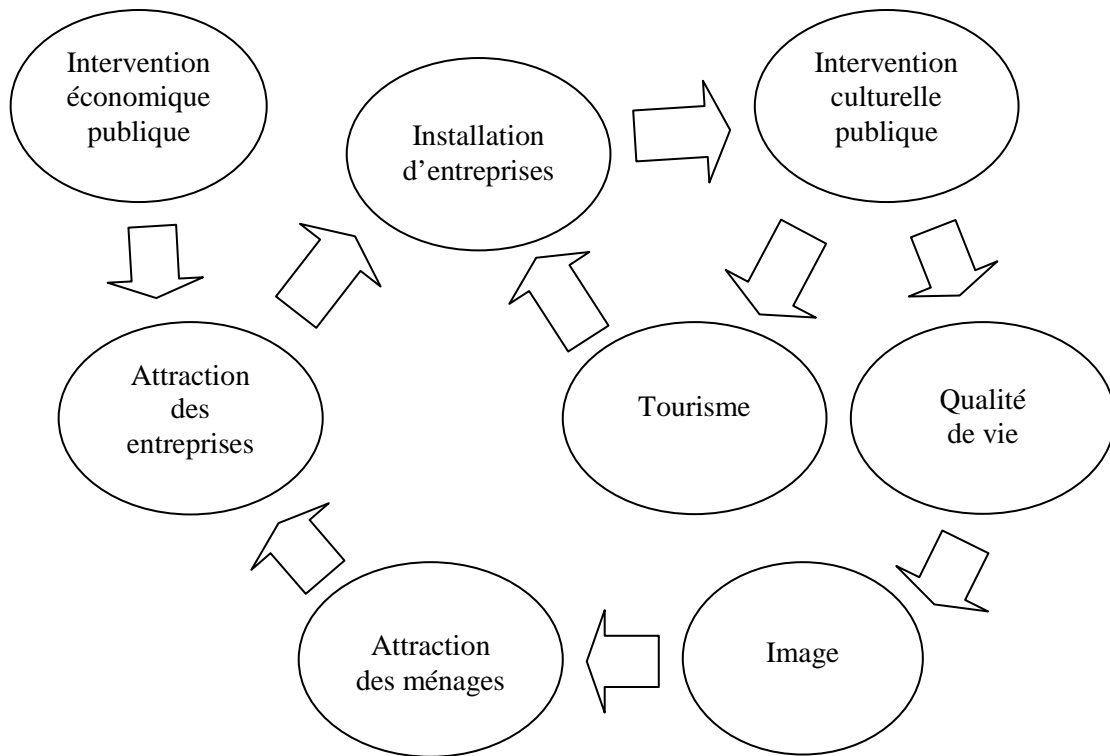 Intervention
économique
publique
Installation
d’entreprises
Intervention
culturelle
publique
Attraction
des
entreprises
Tourisme
Qualité
de vie
Attraction
des ménages
Image